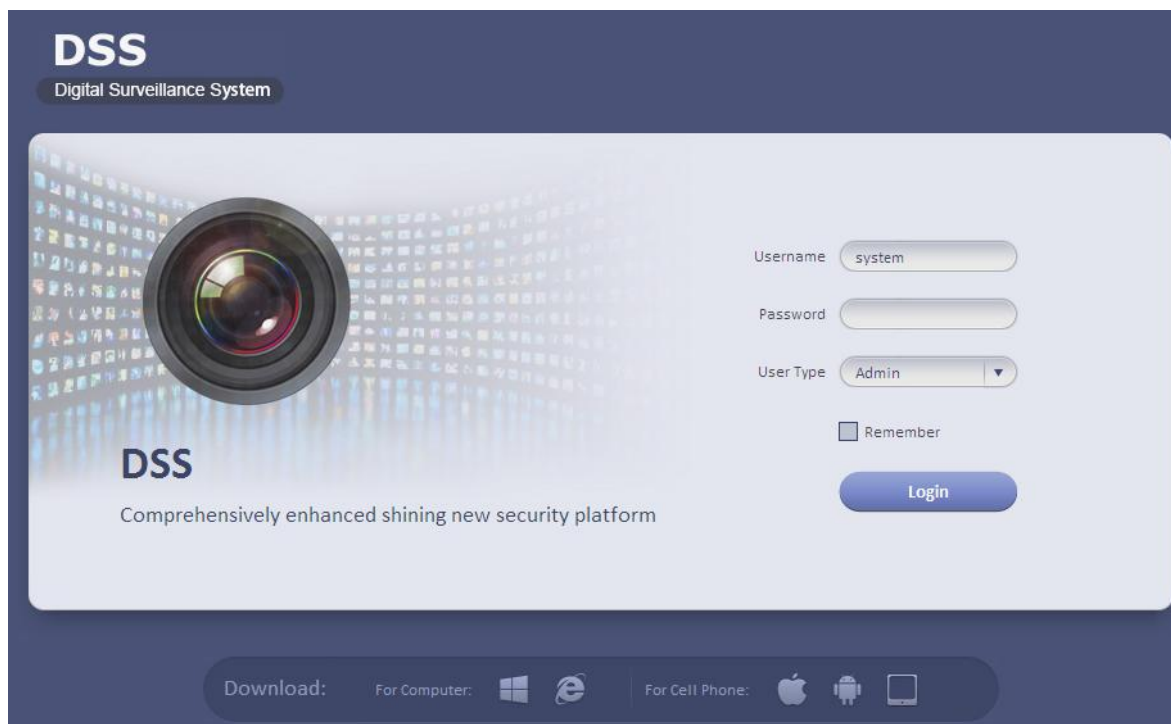 DSS
Digital Surveillance System
Username system
Password
User Type Admin
Remember
Login
DSS
Comprehensively enhanced shining new security platform
Download: For Computer: For Cell Phone: